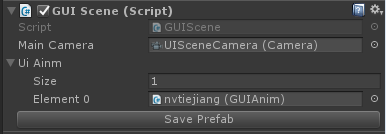 GUI Scene (Script)
Script GUIScene
Main Camera UISceneCamera (Camera)
Ui Ainm
Size 1
Element 0 nvtiejiang (GUIAnim)
Save Prefab